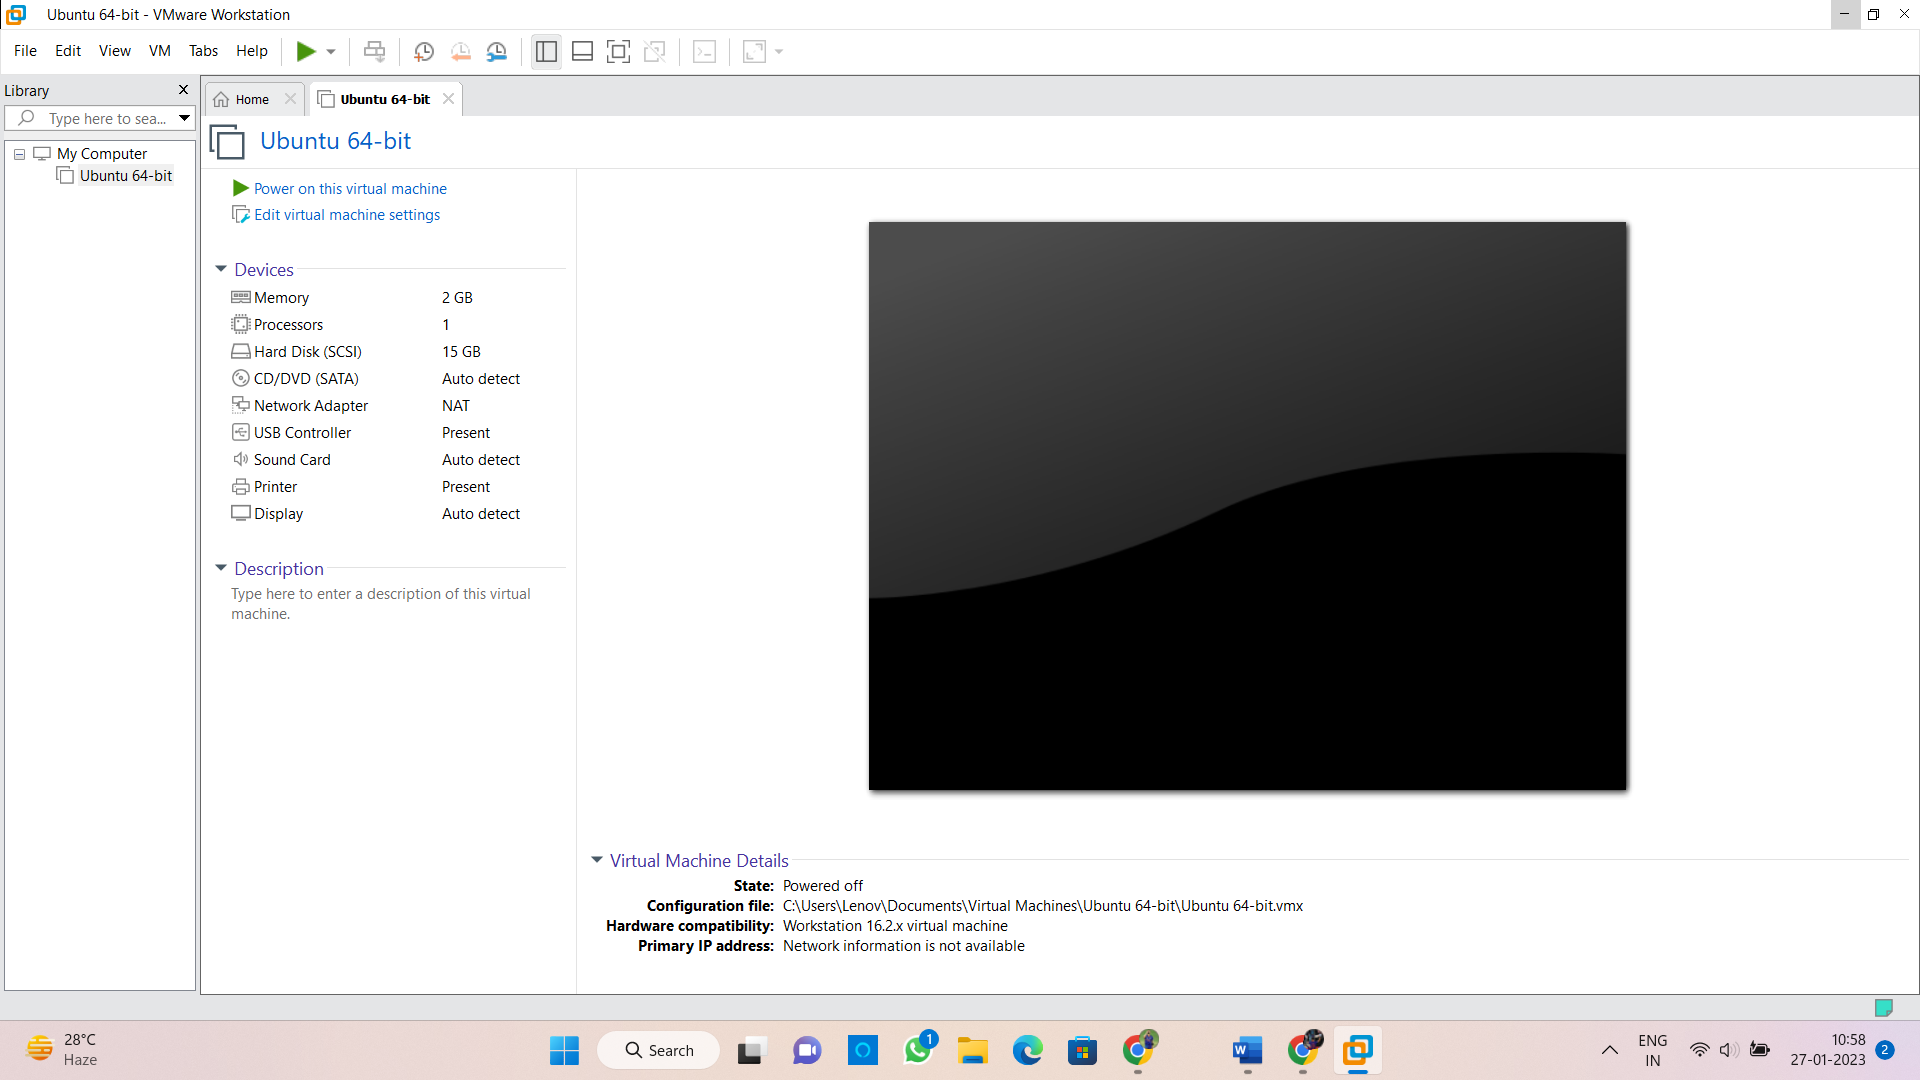 Ubuntu 64-bit - VMware Workstation
File Edit View VM Tabs Help
Library
Type here to sea...
My Computer
Ubuntu 64-bit
Home
Ubuntu 64-bit
Ubuntu 64-bit
Power on this virtual machine
Edit virtual machine settings
Devices
Memory 2 GB
Processors 1
Hard Disk (SCSI) 15 GB
CD/DVD (SATA) Auto detect
Network Adapter NAT
USB Controller Present
Sound Card Auto detect
Printer Present
Display Auto detect
Description
Type here to enter a description of this virtual
machine.
Virtual Machine Details
State: Powered off
Configuration file: C:\Users\Lenov\Documents\Virtual Machines\Ubuntu 64-bit\Ubuntu 64-bit.vmx
Hardware compatibility: Workstation 16.2.x virtual machine
Primary IP address: Network information is not available
28°C
Haze
Search
1
W
ENG
IN
10:58
27-01-2023
2